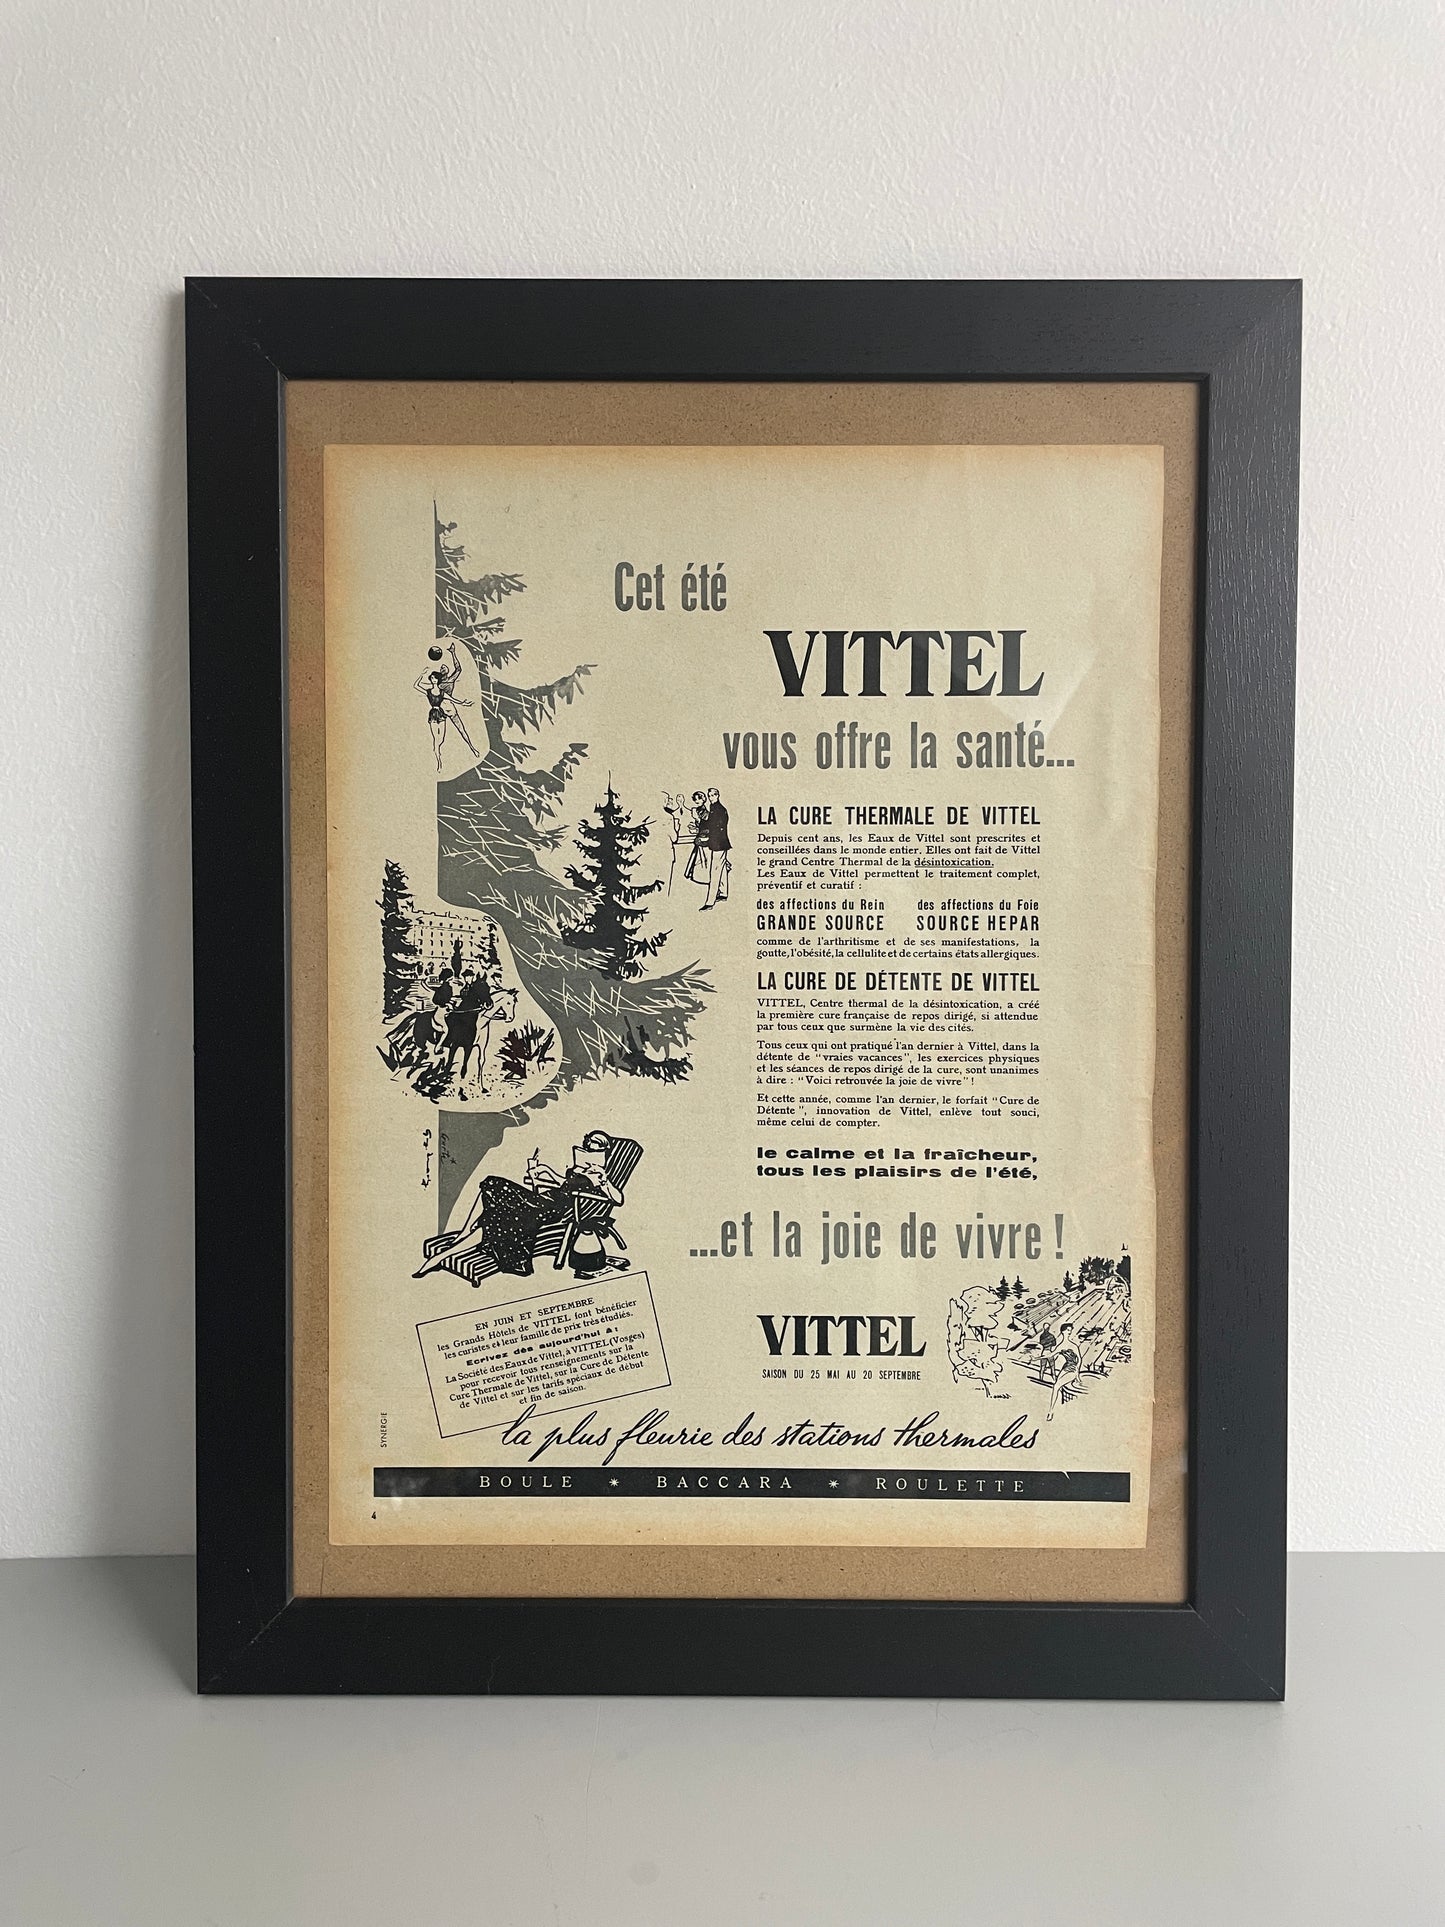 Cet été
VITTEL
vous offre la santé...
LA CURE THERMALE DE VITTEL
Depuis cent ans, les Eaux de Vittel sont prescrites et
conseillées dans le monde entier. Elles ont fait de Vittel
le grand Centre Thermal de la désintoxication.
Les Eaux de Vittel permettent le traitement complet,
préventif et curatif :
des affections du Rein des affections du Foie
GRANDE SOURCE SOURCE HEPAR
comme de l'arthritisme et de ses manifestations, la
goutte, l'obésité, la cellulite et de certains états allergiques.
LA CURE DE DÉTENTE DE VITTEL
VITTEL, Centre thermal de la désintoxication, a créé
la première cure française de repos dirigé, si attendue
par tous ceux que surmène la vie des cités.
Tous ceux qui ont pratiqué l'an dernier à Vittel, dans la
détente de "vraies vacances", les exercices physiques
et les séances de repos dirigé de la cure, sont unanimes
à dire : "Voici retrouvée la joie de vivre" !
Et cette année, comme l'an dernier, le forfait "Cure de
Détente", innovation de Vittel, enlève tout souci,
même celui de compter.
le calme et la fraîcheur,
tous les plaisirs de l'été,
...et la joie de vivre !
EN JUIN ET SEPTEMBRE
les Grands Hôtels de VITTEL font bénéficier
les curistes et leur famille de prix très étudiés.
Ecrivez dès aujourd'hui à :
La Société des Eaux de Vittel, à VITTEL (Vosges)
pour recevoir tous renseignements sur la
Cure Thermale de Vittel, sur la Cure de Détente
de Vittel et sur les tarifs spéciaux de début
et fin de saison.
VITTEL
SAISON DU 25 MAI AU 20 SEPTEMBRE
la plus fleurie des stations thermales
SYNERGIE
BOULE * BACCARA * ROULETTE
4